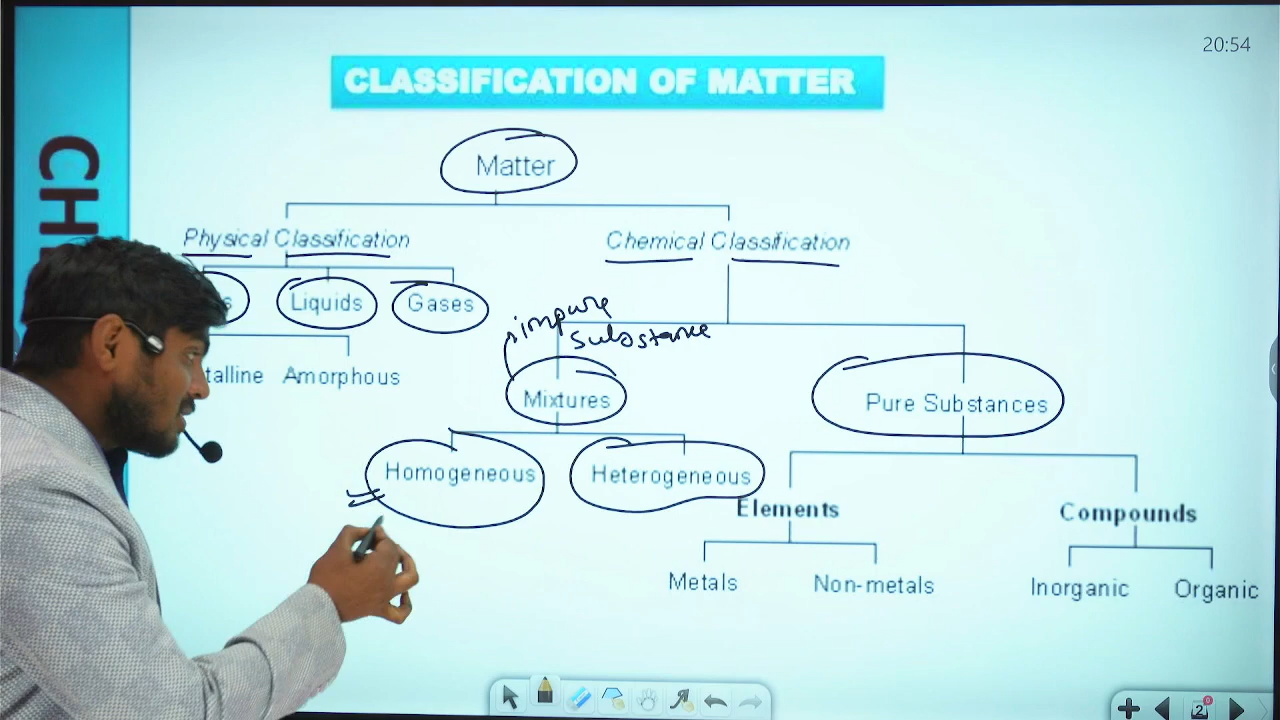 20:54
CLASSIFICATION OF MATTER
CH
Matter
Physical Classification
Chemical Classification
Liquids
Gases
impure
substance
Amorphous
Mixtures
Pure Substances
Homogeneous
Heterogeneous
Elements
Compounds
Metals
Non-metals
Inorganic
Organic
2